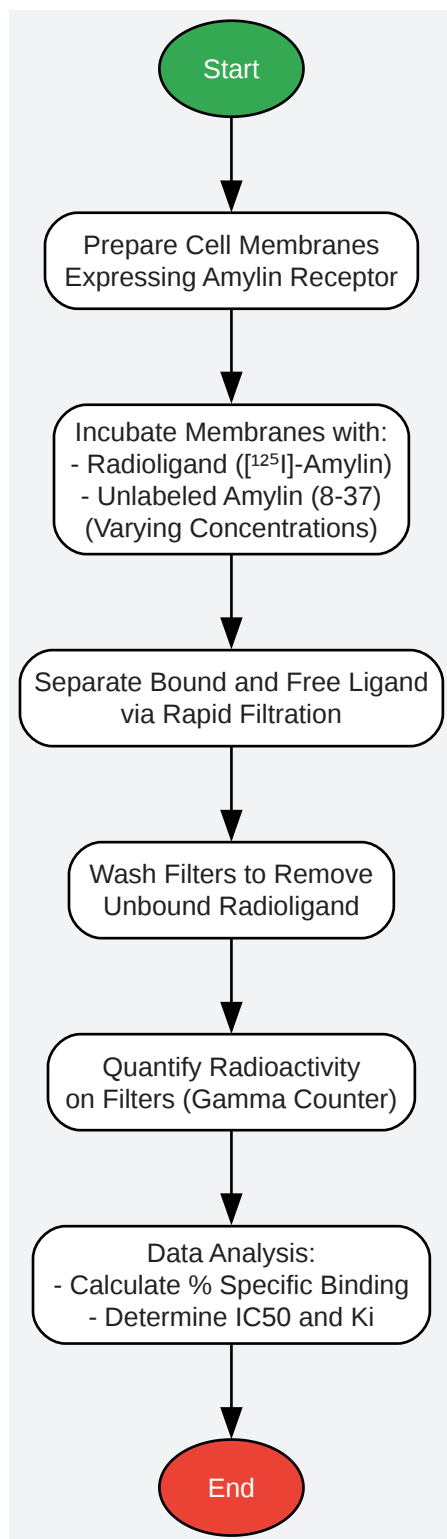 Start
Prepare Cell Membranes
Expressing Amylin Receptor
Incubate Membranes with:
- Radioligand ([¹²⁵I]-Amylin)
- Unlabeled Amylin (8-37)
(Varying Concentrations)
Separate Bound and Free Ligand
via Rapid Filtration
Wash Filters to Remove
Unbound Radioligand
Quantify Radioactivity
on Filters (Gamma Counter)
Data Analysis:
- Calculate % Specific Binding
- Determine IC50 and Ki
End